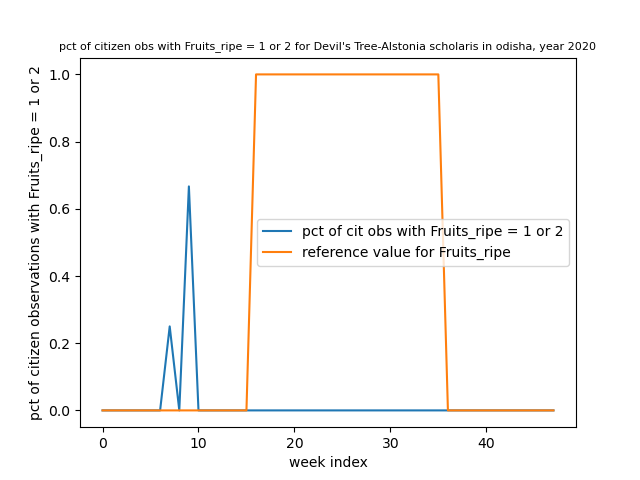 pct of citizen obs with Fruits_ripe = 1 or 2 for Devil's Tree-Alstonia scholaris in odisha, year 2020
pct of citizen observations with Fruits_ripe = 1 or 2
1.0
0.8
0.6
0.4
0.2
0.0
pct of cit obs with Fruits_ripe = 1 or 2
reference value for Fruits_ripe
0 10 20 30 40
week index